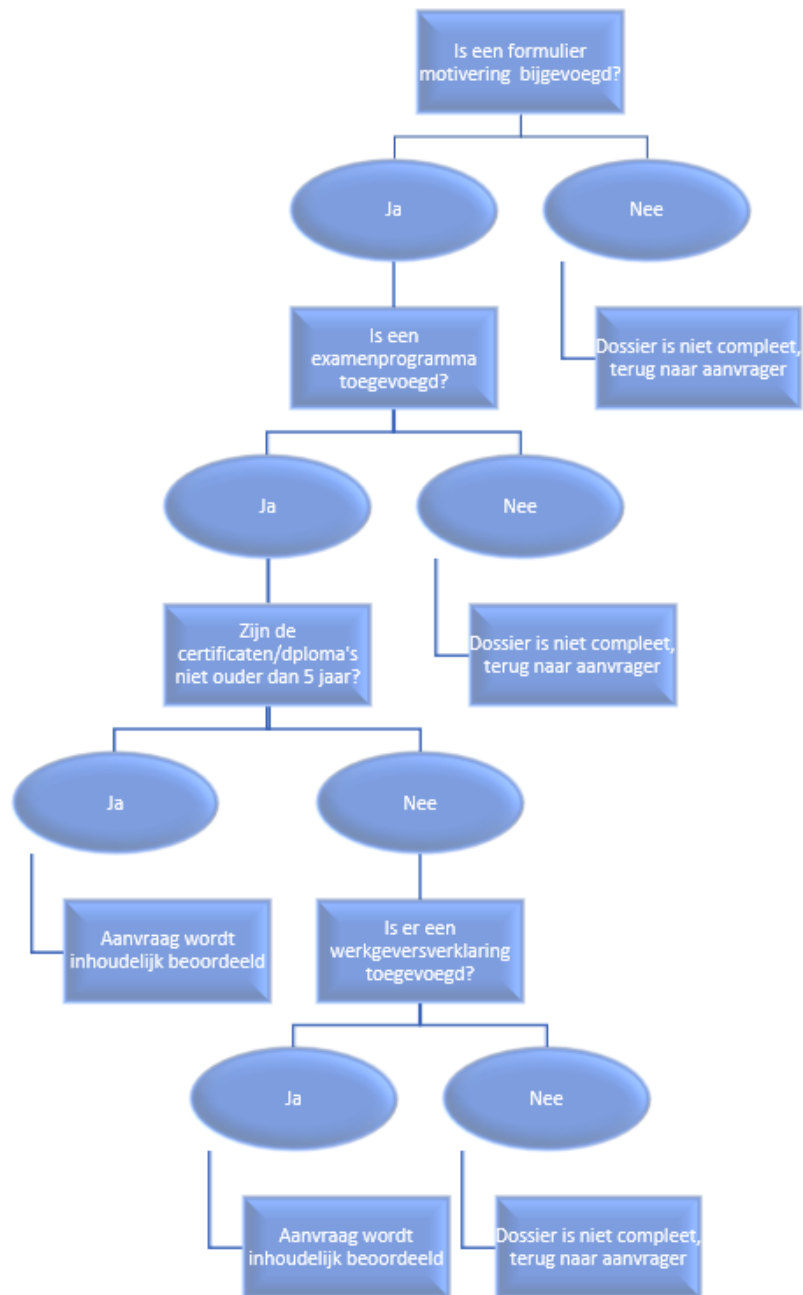 Is een formulier
motivering bijgevoegd?
Ja
Nee
Is een
examenprogramma
toegevoegd?
Dossier is niet compleet,
terug naar aanvrager
Ja
Nee
Zijn de
certificaten/dploma's
niet ouder dan 5 jaar?
Dossier is niet compleet,
terug naar aanvrager
Ja
Nee
Aanvraag wordt
inhoudelijk beoordeeld
Is er een
werkgeversverklaring
toegevoegd?
Ja
Nee
Aanvraag wordt
inhoudelijk beoordeeld
Dossier is niet compleet,
terug naar aanvrager